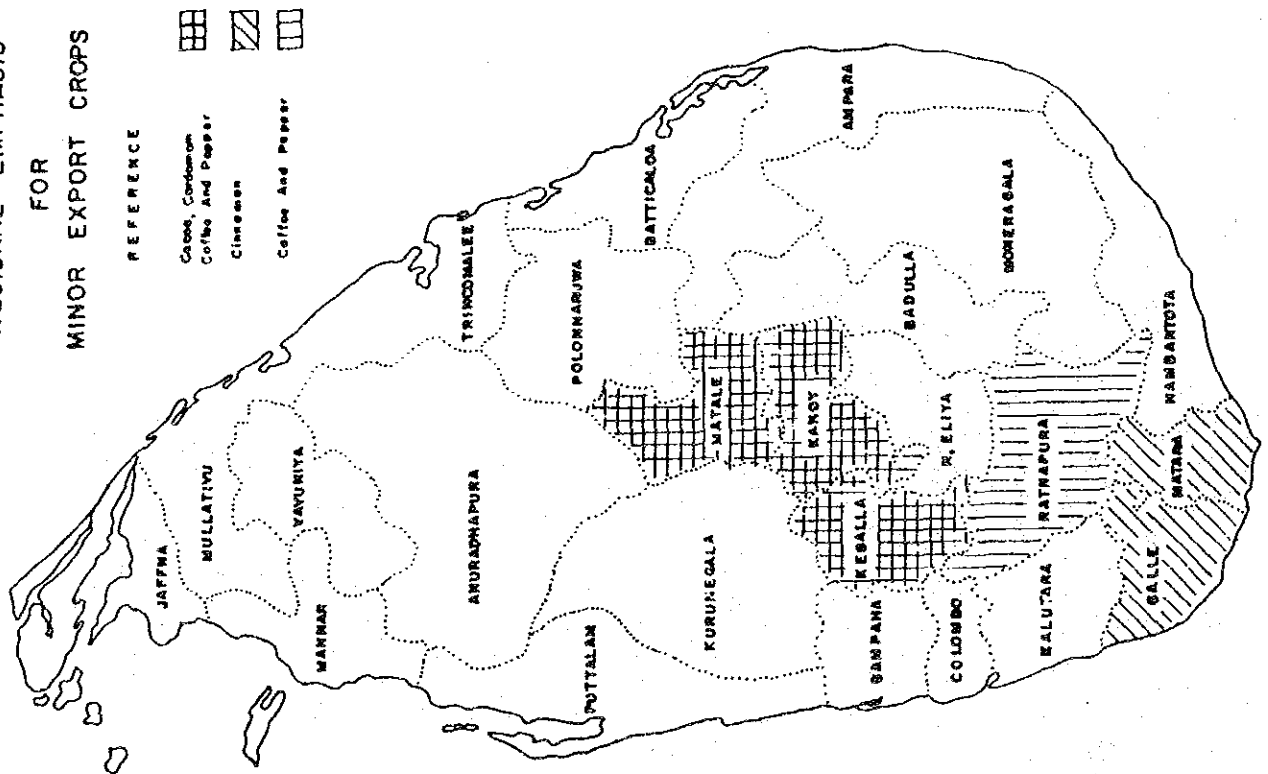 FOR
MINOR EXPORT CROPS
REFERENCE
Cacao, Cardamom
Coffee And Pepper
Cinnamon
Coffee And Pepper
JAFFNA
MULLATIVU
VAVUNIYA
MANNAR
ANURADHAPURA
TRINCOMALEE
POLONNARUWA
BATTICALOA
PUTTALAM
KURUNEGALA
MATALE
KANDY
AMPARA
BADULLA
MONERAGALA
KEGALLA
N. ELIYA
GAMPAHA
COLOMBO
RATNAPURA
KALUTARA
HAMBANTOTA
MATARA
GALLE